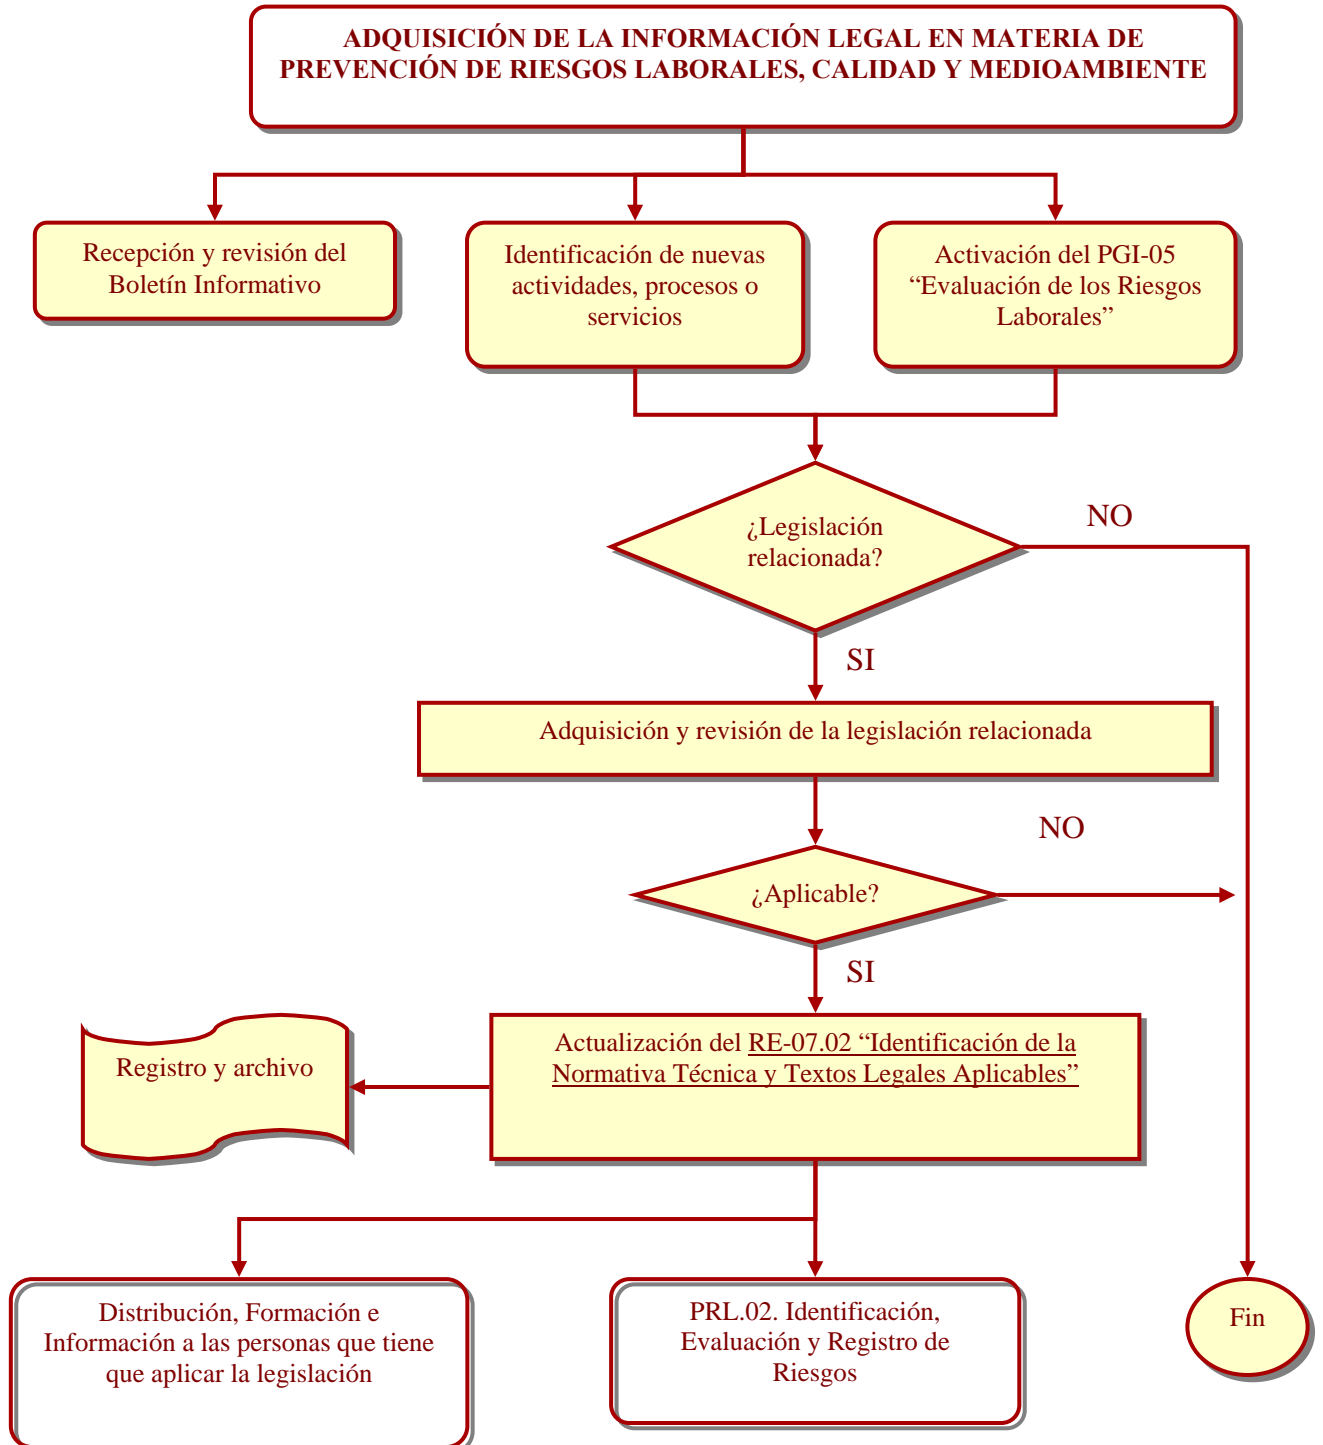 ADQUISICIÓN DE LA INFORMACIÓN LEGAL EN MATERIA DE
PREVENCIÓN DE RIESGOS LABORALES, CALIDAD Y MEDIOAMBIENTE
Recepción y revisión del
Boletín Informativo
Identificación de nuevas
actividades, procesos o
servicios
Activación del PGI-05
“Evaluación de los Riesgos
Laborales”
¿Legislación
relacionada?
NO
SI
Adquisición y revisión de la legislación relacionada
NO
¿Aplicable?
SI
Registro y archivo
Actualización del RE-07.02 “Identificación de la
Normativa Técnica y Textos Legales Aplicables”
Distribución, Formación e
Información a las personas que tiene
que aplicar la legislación
PRL.02. Identificación,
Evaluación y Registro de
Riesgos
Fin